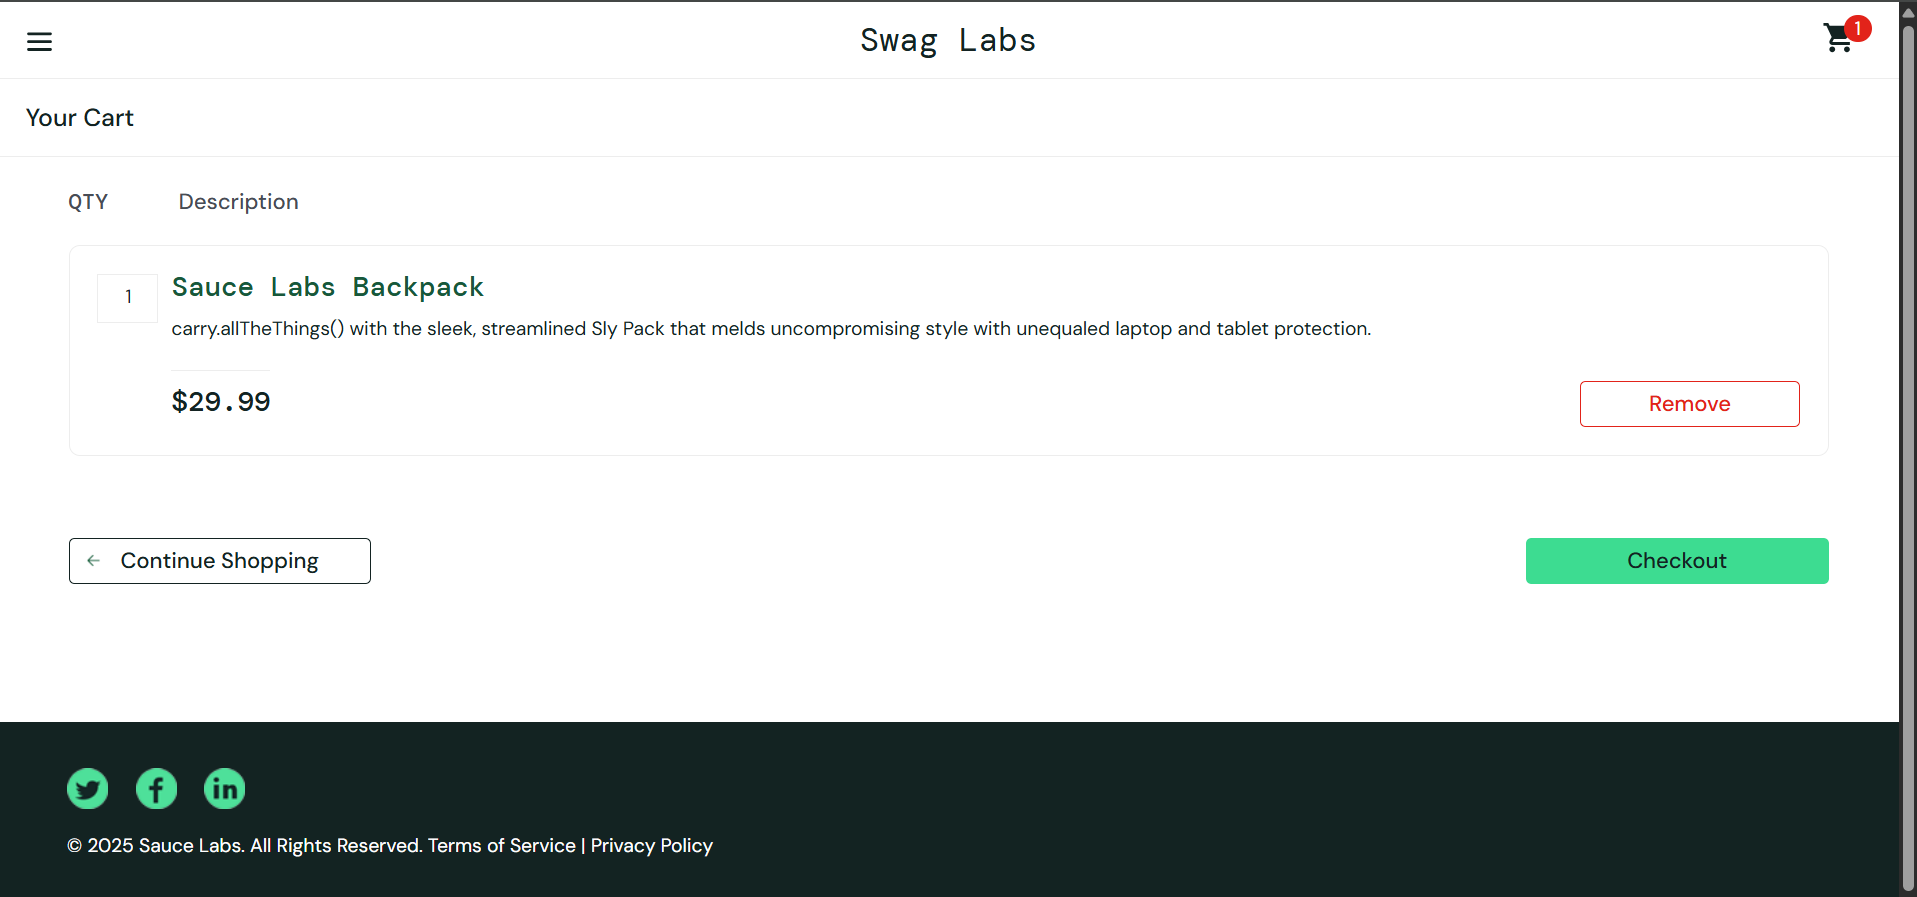 Swag Labs
1
Your Cart
QTY Description
1
Sauce Labs Backpack
carry.allTheThings() with the sleek, streamlined Sly Pack that melds uncompromising style with unequaled laptop and tablet protection.
$29.99
Remove
Continue Shopping
Checkout
© 2025 Sauce Labs. All Rights Reserved. Terms of Service | Privacy Policy